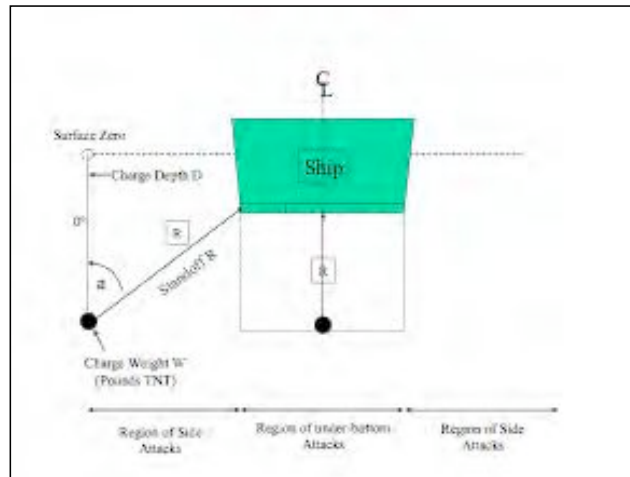 ℄
Surface Zero
Ship
Charge Depth D
0°
R
Standoff R
R
a
Charge Weight W
(Pounds TNT)
Region of Side
Attacks
Region of under-bottom
Attacks
Region of Side
Attacks